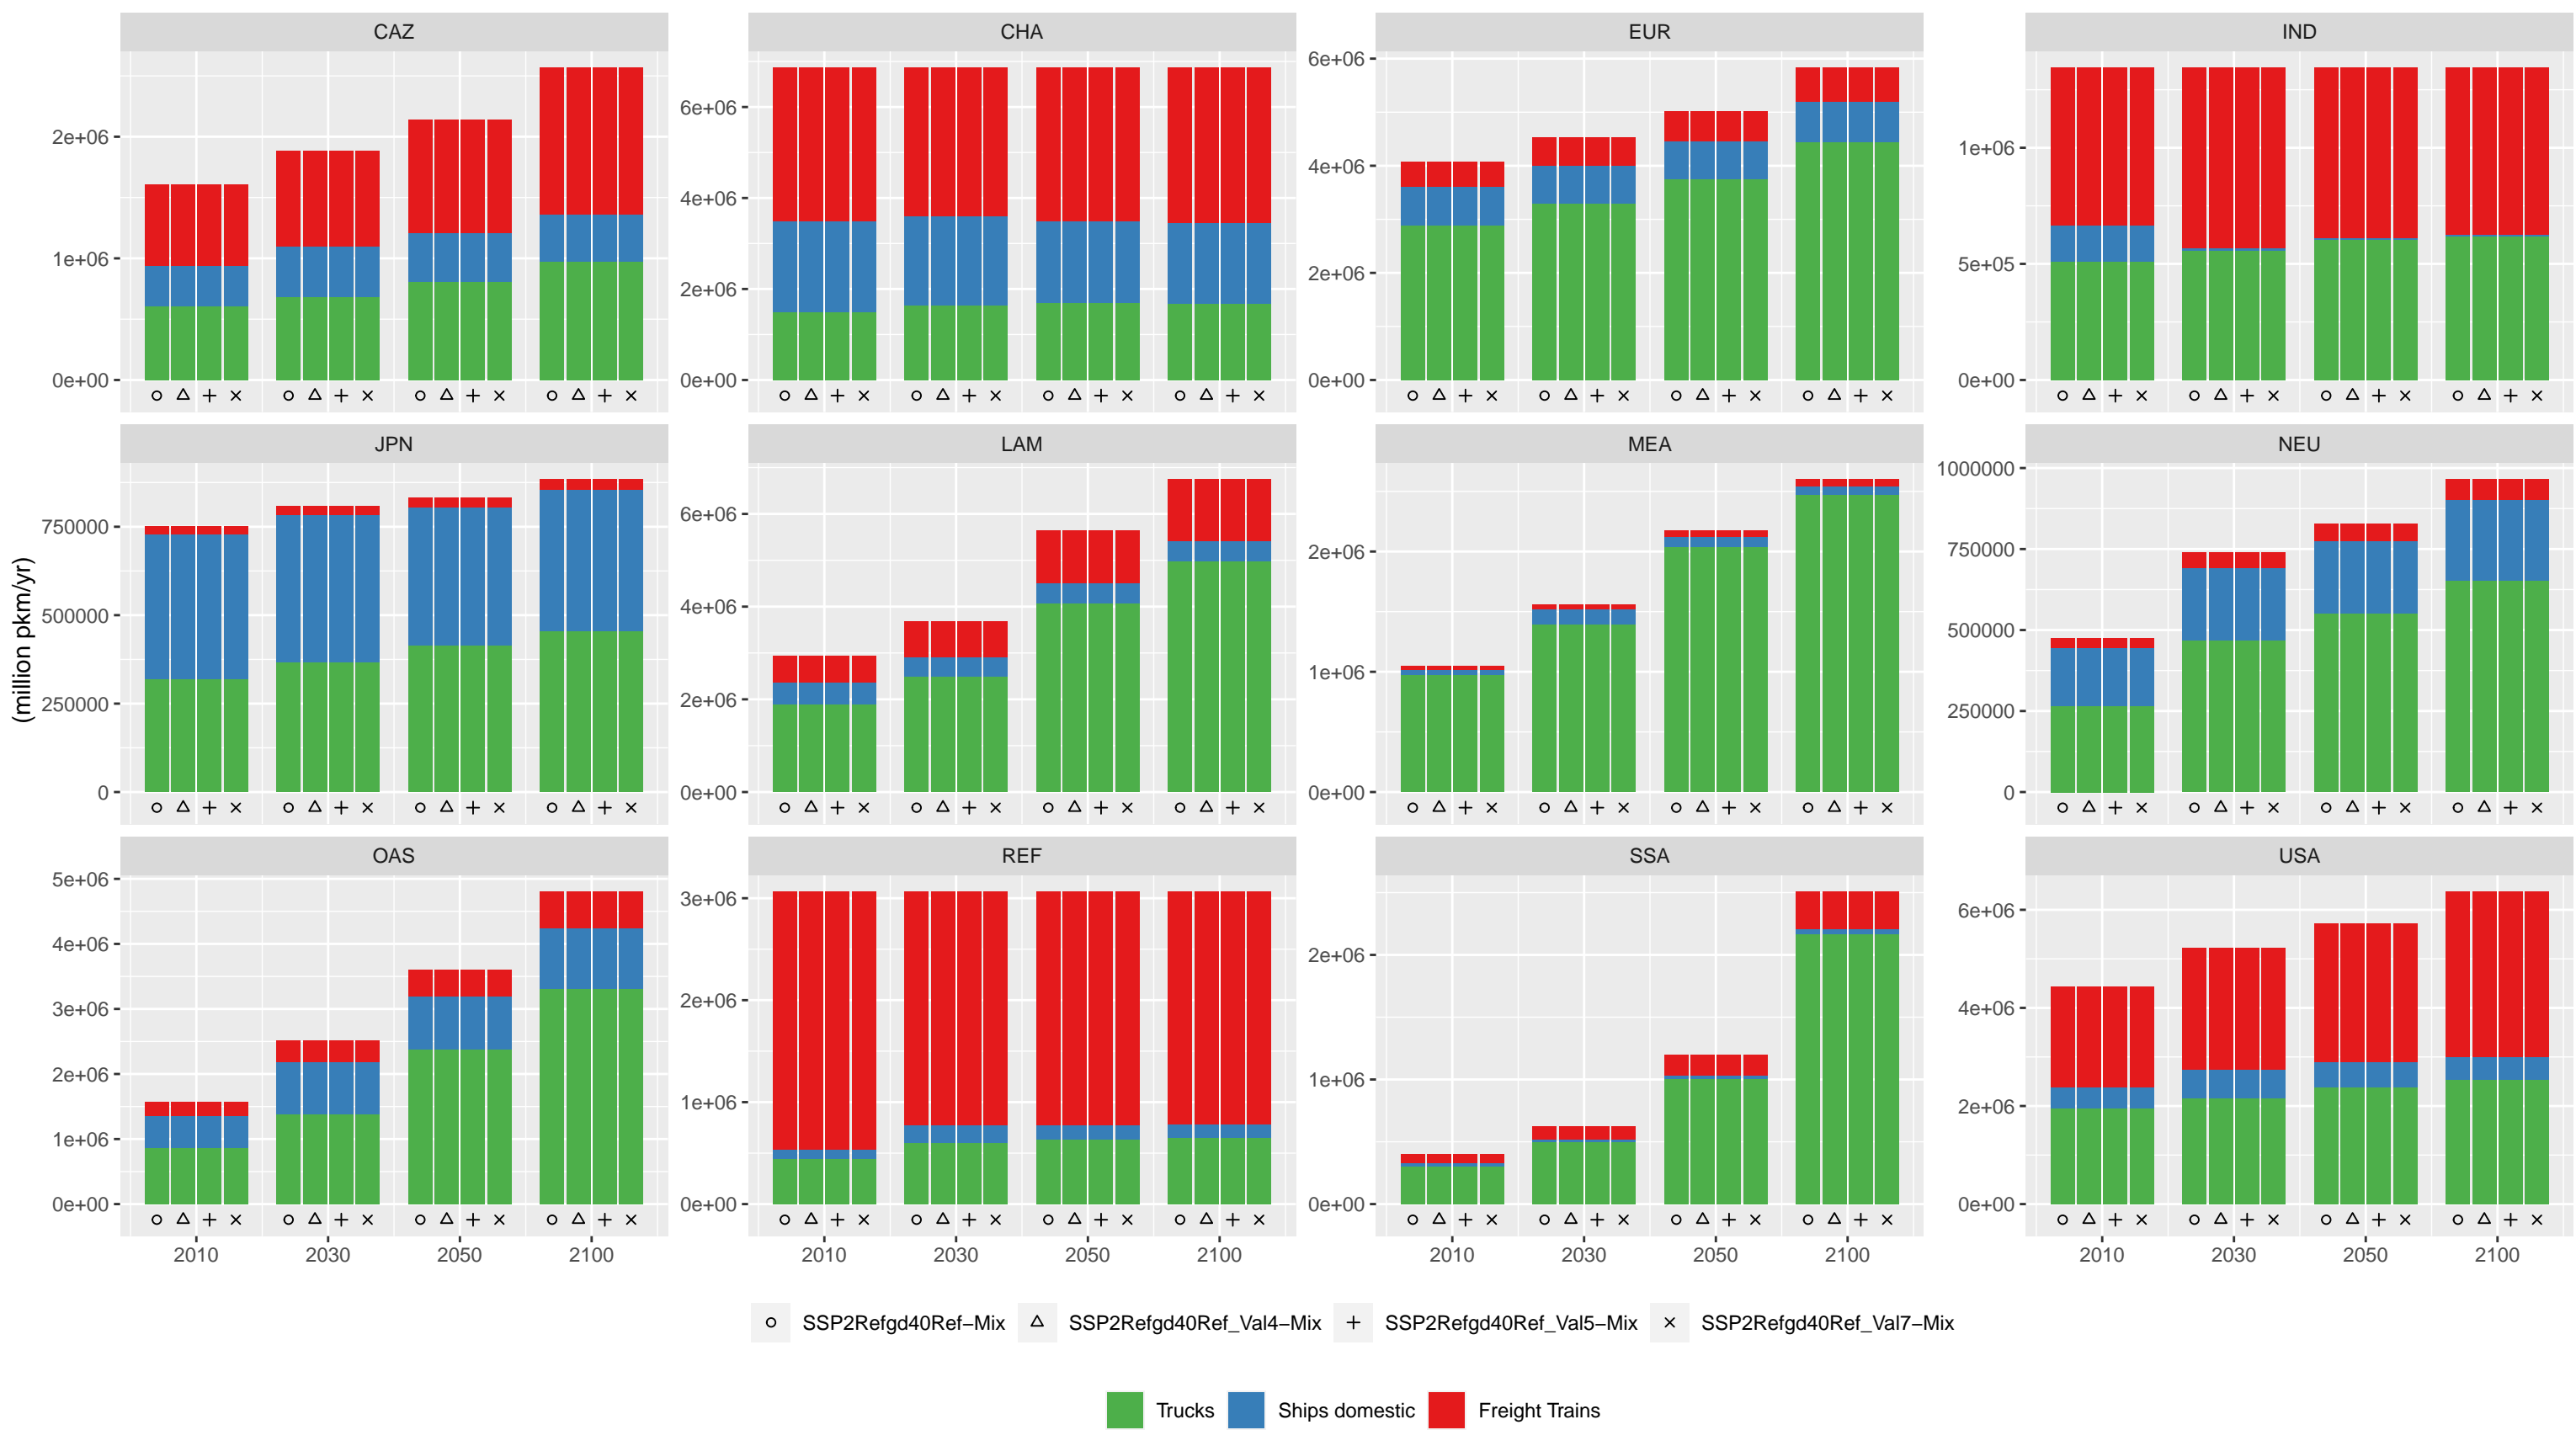 CAZ CHA EUR IND
2e+06
1e+06
0e+00
6e+06
4e+06
2e+06
0e+00
6e+06
4e+06
2e+06
0e+00
1e+06
5e+05
0e+00
(million pkm/yr)
JPN LAM MEA NEU
750000
500000
250000
0
6e+06
4e+06
2e+06
0e+00
2e+06
1e+06
0e+00
1000000
750000
500000
250000
0
OAS REF SSA USA
5e+06
4e+06
3e+06
2e+06
1e+06
0e+00
3e+06
2e+06
1e+06
0e+00
2e+06
1e+06
0e+00
6e+06
4e+06
2e+06
0e+00
2010 2030 2050 2100 2010 2030 2050 2100 2010 2030 2050 2100 2010 2030 2050 2100
SSP2Refgd40Ref−Mix SSP2Refgd40Ref_Val4−Mix SSP2Refgd40Ref_Val5−Mix SSP2Refgd40Ref_Val7−Mix
Trucks Ships domestic Freight Trains